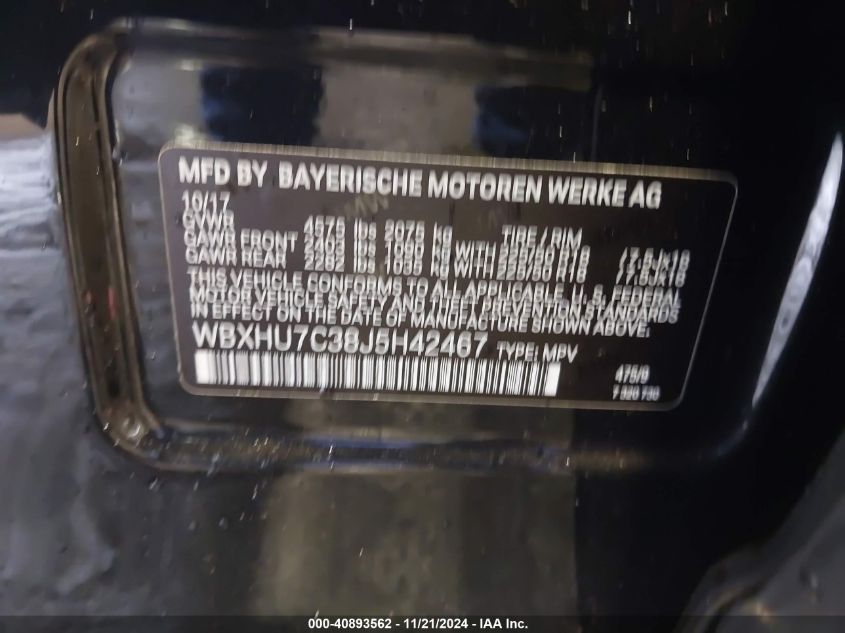 MFD BY BAYERISCHE MOTOREN WERKE AG
10/17 TIRE / RIM
GVWR 4575 lbs 2075 kg
GAWR FRONT 2403 lbs 1090 kg WITH 225/50 R18
GAWR REAR 2282 lbs 1035 kg WITH 225/50 R18
THIS VEHICLE CONFORMS TO ALL APPLICABLE U. S. FEDERAL
MOTOR VEHICLE SAFETY AND THEFT PREVENTION STANDARDS
IN EFFECT ON THE DATE OF MANUFACTURE SHOWN ABOVE.
WBXHU7C38J5H42467 TYPE: MPV
475/9
000-40893562 - 11/21/2024 - IAA Inc.